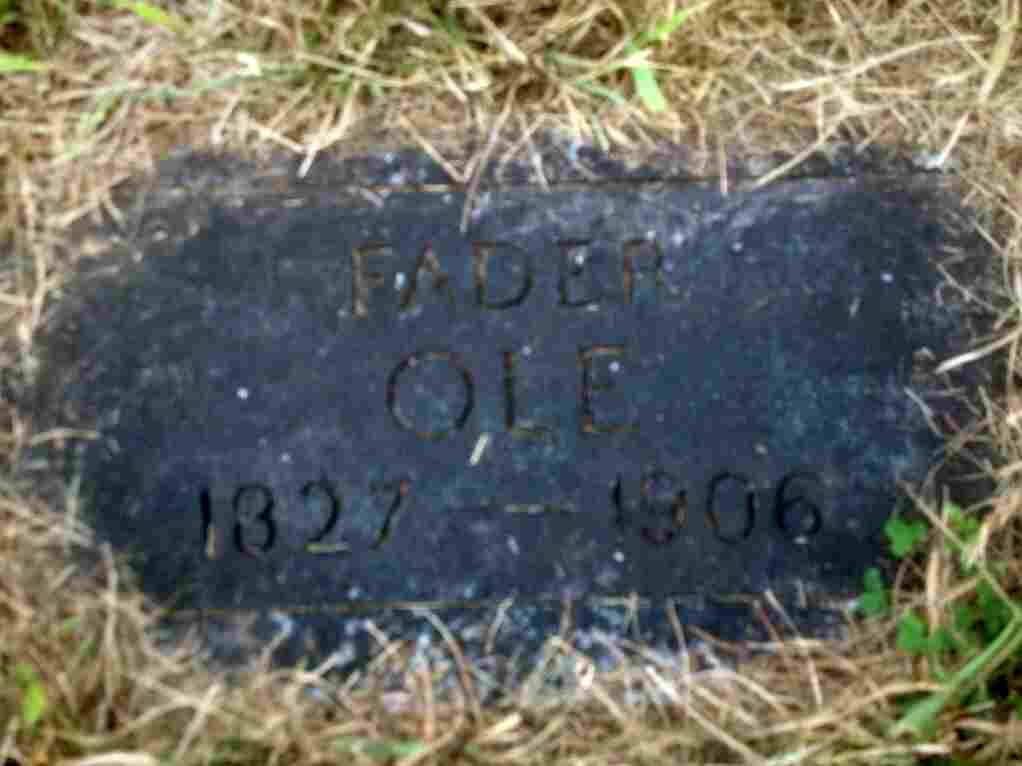 FADER
OLE
1827 — 1906